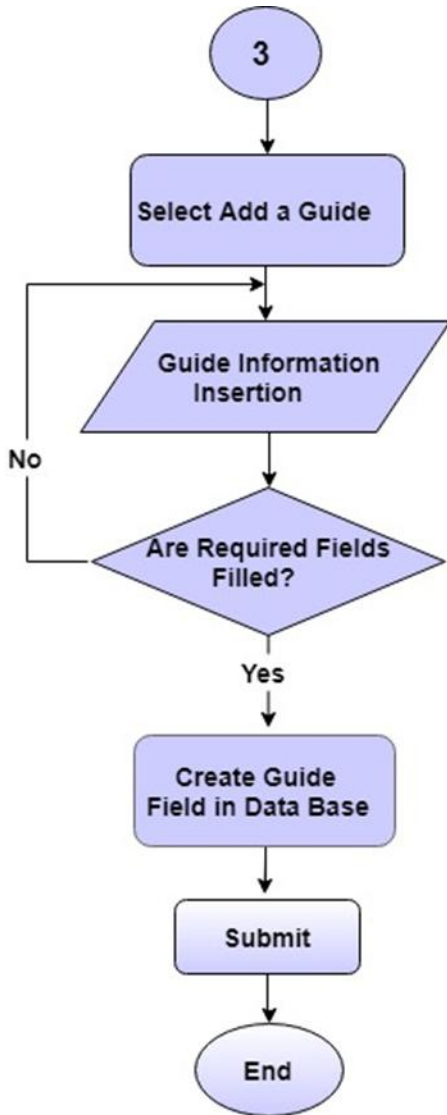 3
Select Add a Guide
Guide Information
Insertion
No
Are Required Fields
Filled?
Yes
Create Guide
Field in Data Base
Submit
End